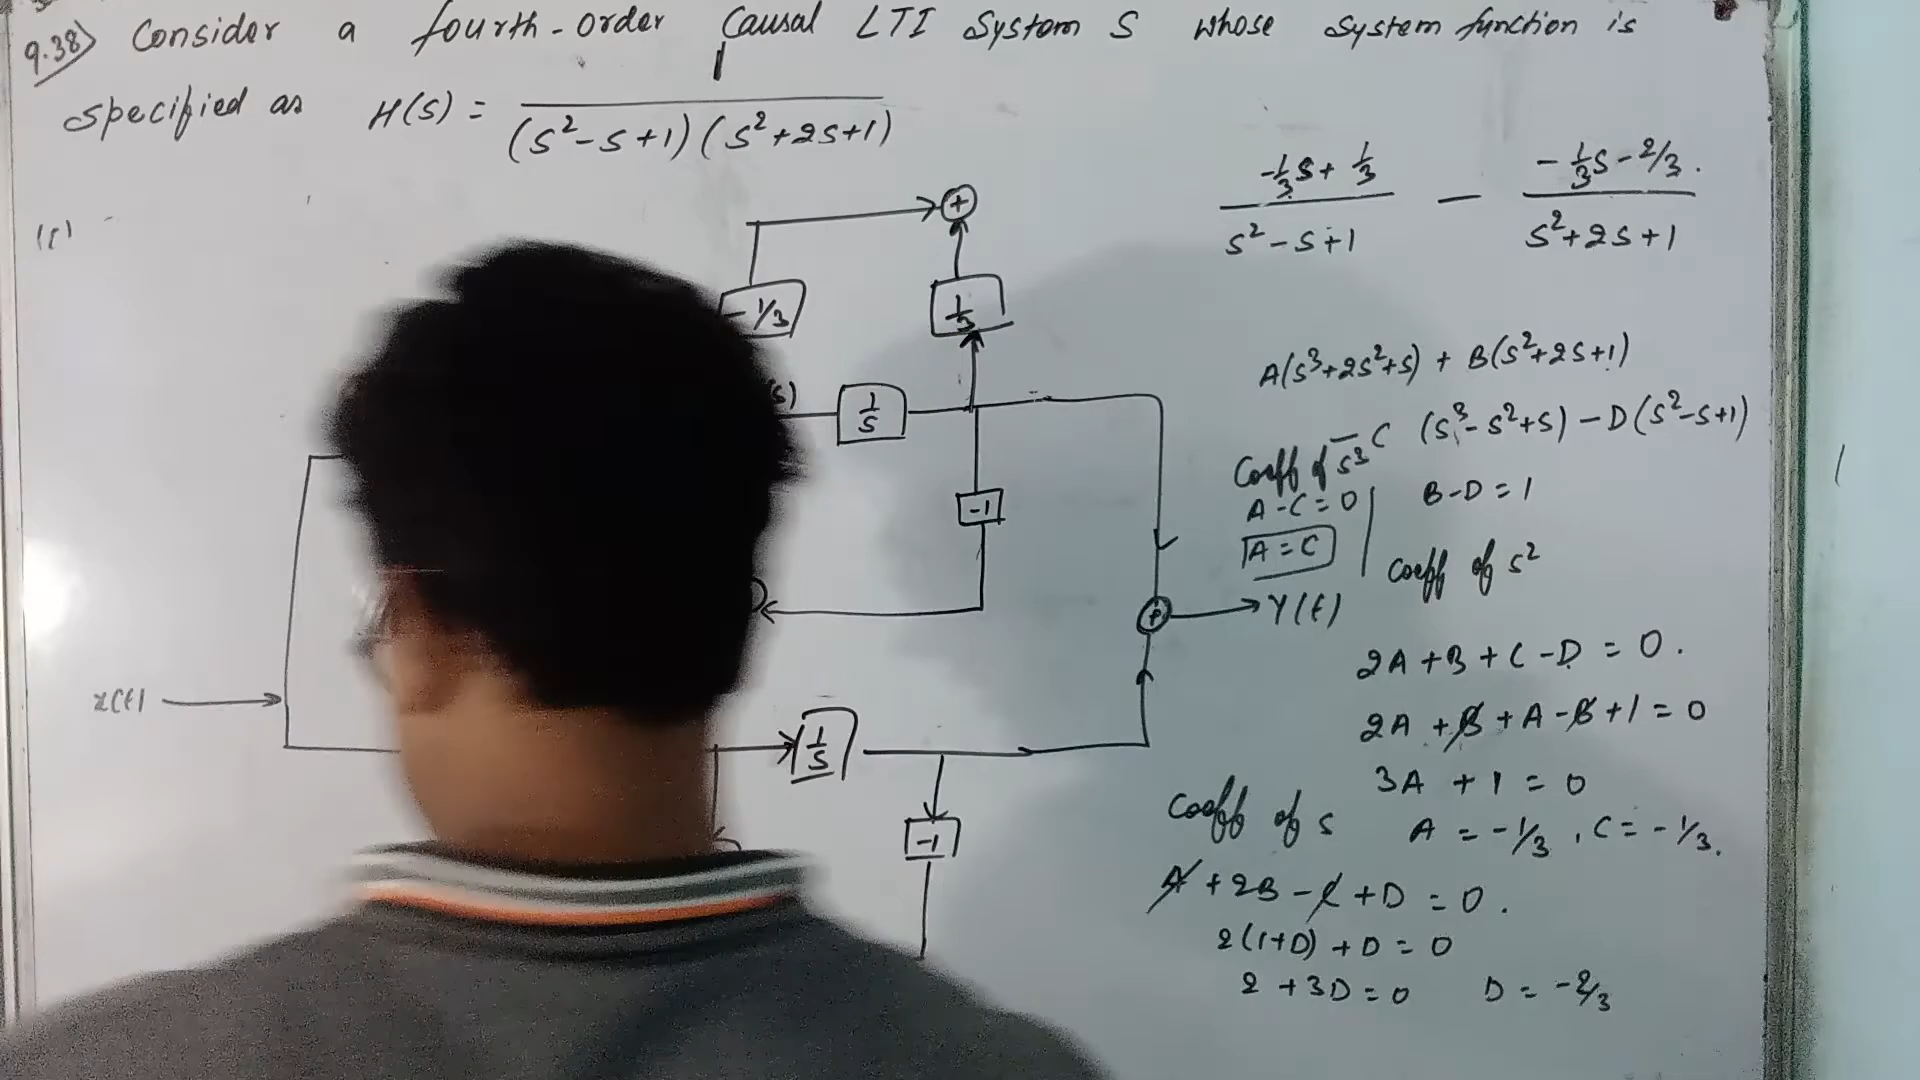 9.38) Consider a fourth-order Causal LTI System S whose system function is
specified as H(s) = 1 / (s²-s+1)(s²+2s+1)
(-1/3 s + 1/3) / (s²-s+1) - (-1/3 s - 2/3.) / (s²+2s+1)
+
-1/3
A(s³+2s²+s) + B(s²+2s+1)
s)
1/s
- C (s³-s²+s) - D(s²-s+1)
Coeff of s³
A-C=0
B-D=1
-1
A=C
coeff of s²
+
Y(t)
2A+B+C-D = 0.
x(t)
2A+B+A-B+1=0
1/s
3A + 1 = 0
coeff of s
A = -1/3, C = -1/3.
-1
A+2B-C+D = 0.
2(1+D)+D=0
2+3D=0 D = -2/3